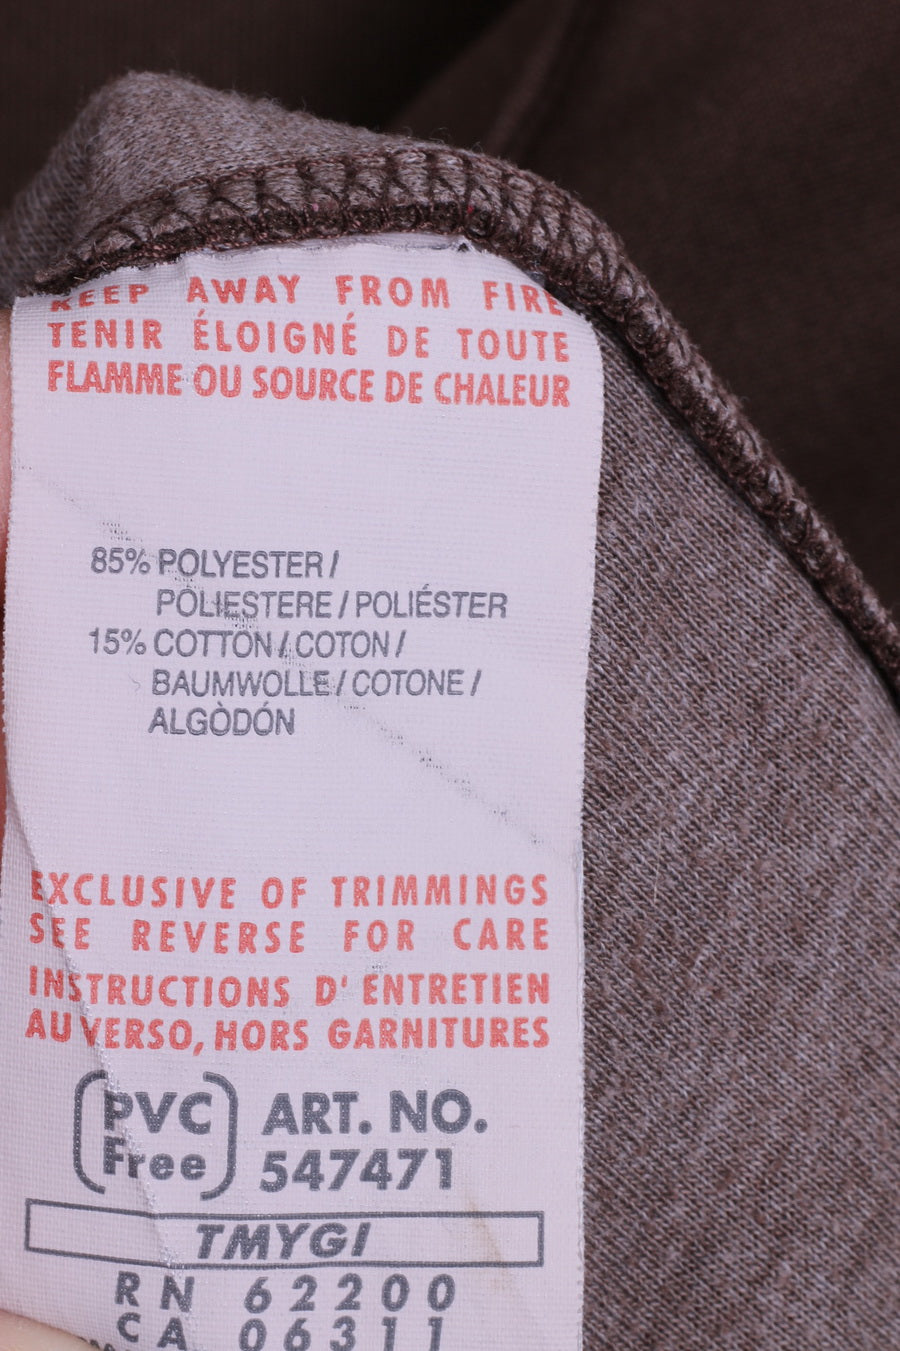 KEEP AWAY FROM FIRE
TENIR ÉLOIGNÉ DE TOUTE
FLAMME OU SOURCE DE CHALEUR
85% POLYESTER /
POLIESTERE / POLIÉSTER
15% COTTON / COTON /
BAUMWOLLE / COTONE /
ALGÒDÓN
EXCLUSIVE OF TRIMMINGS
SEE REVERSE FOR CARE
INSTRUCTIONS D' ENTRETIEN
AU VERSO, HORS GARNITURES
PVC Free
ART. NO.
547471
TMYGI
RN 62200
CA 06311